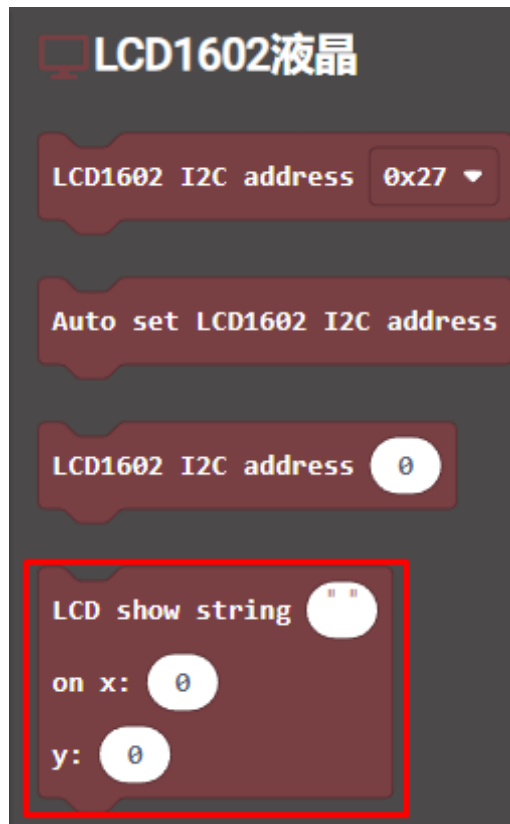 LCD1602液晶
LCD1602 I2C address 0x27
Auto set LCD1602 I2C address
LCD1602 I2C address 0
LCD show string " "
on x: 0
y: 0